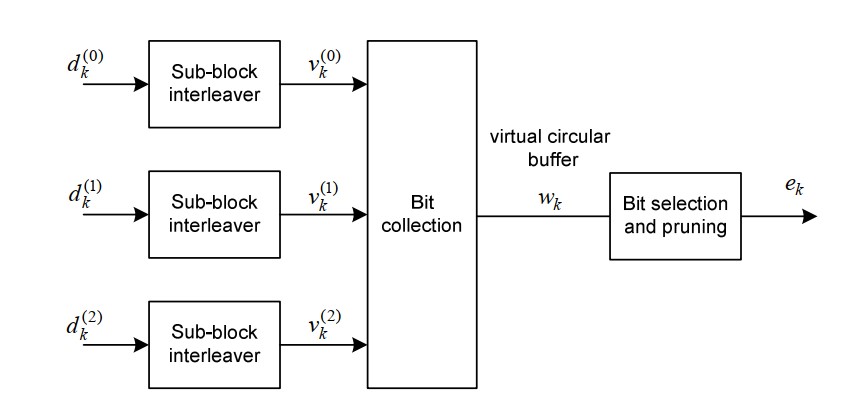 d_k^{(0)}
Sub-block
interleaver
v_k^{(0)}
d_k^{(1)}
Sub-block
interleaver
v_k^{(1)}
d_k^{(2)}
Sub-block
interleaver
v_k^{(2)}
Bit
collection
virtual circular
buffer
w_k
Bit selection
and pruning
e_k